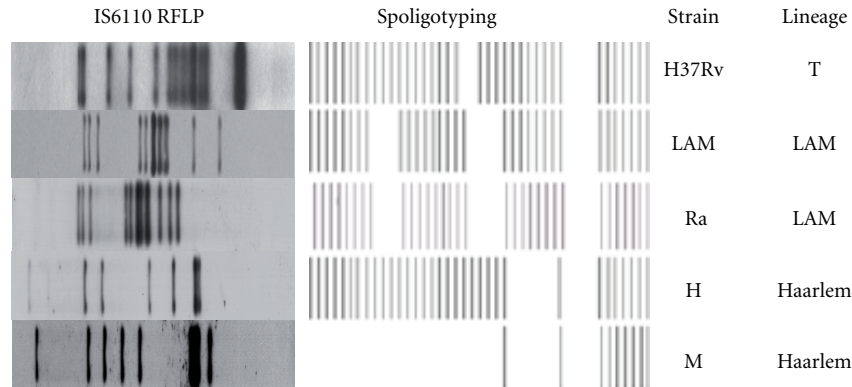 IS6110 RFLP Spoligotyping Strain Lineage
H37Rv T
LAM LAM
Ra LAM
H Haarlem
M Haarlem